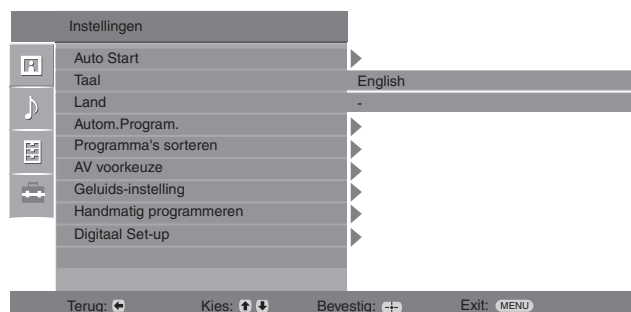 Instellingen
Auto Start
Taal English
Land -
Autom.Program.
Programma's sorteren
AV voorkeuze
Geluids-instelling
Handmatig programmeren
Digitaal Set-up
Terug: Kies: Bevestig: Exit: MENU